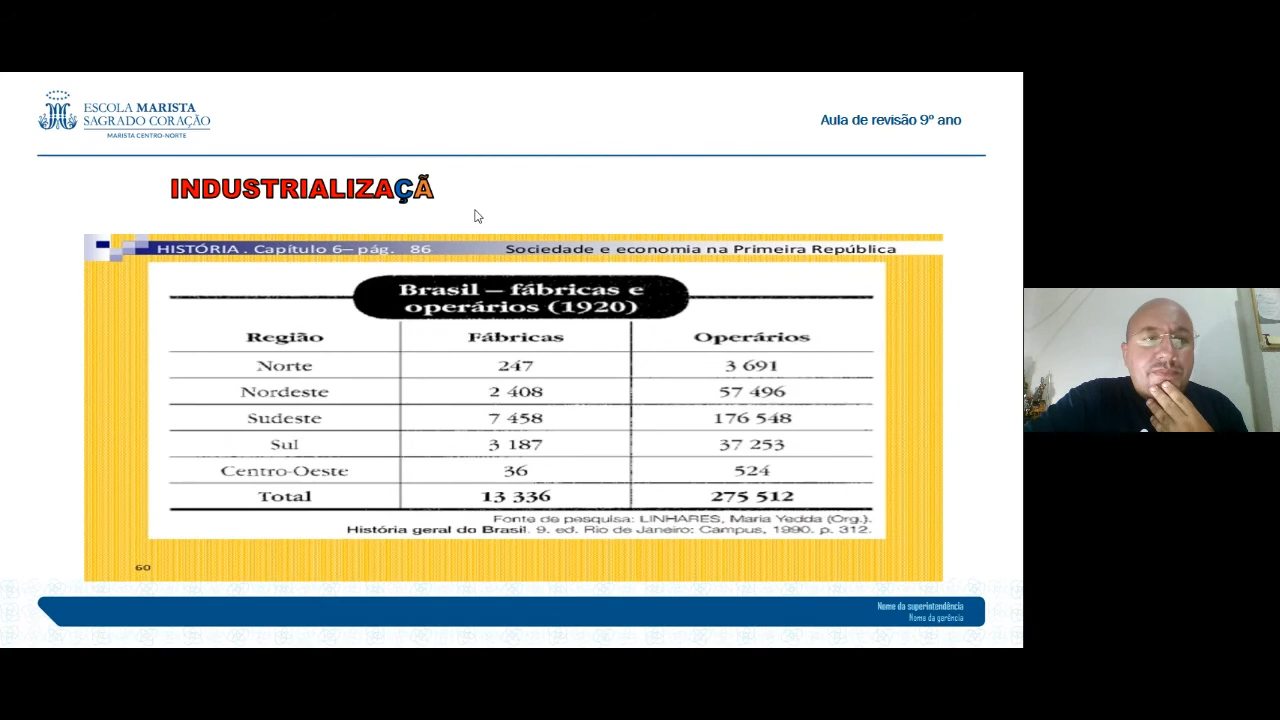 ESCOLA MARISTA
SAGRADO CORAÇÃO
MARISTA CENTRO-NORTE
Aula de revisão 9º ano
INDUSTRIALIZAÇÃ
HISTÓRIA . Capítulo 6– pág. 86 Sociedade e economia na Primeira República
Brasil – fábricas e
operários (1920)
Região Fábricas Operários
Norte 247 3 691
Nordeste 2 408 57 496
Sudeste 7 458 176 548
Sul 3 187 37 253
Centro-Oeste 36 524
Total 13 336 275 512
Fonte de pesquisa: LINHARES, Maria Yedda (Org.).
História geral do Brasil. 9. ed. Rio de Janeiro: Campus, 1990. p. 312.
60
Nome da superintendência
Nome da gerência